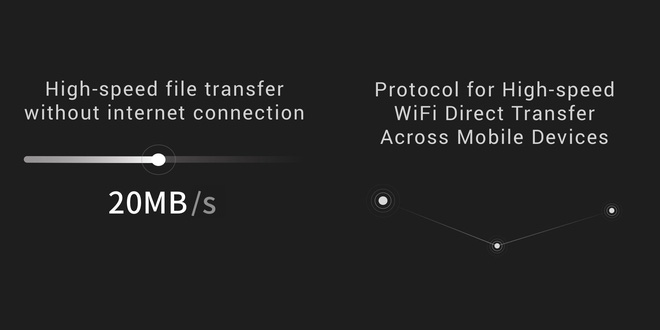 High-speed file transfer
without internet connection
20MB/s
Protocol for High-speed
WiFi Direct Transfer
Across Mobile Devices